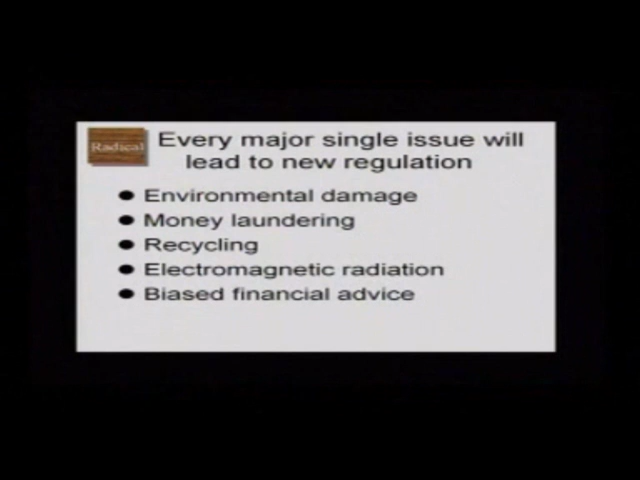 Radical
Every major single issue will
lead to new regulation
● Environmental damage
● Money laundering
● Recycling
● Electromagnetic radiation
● Biased financial advice